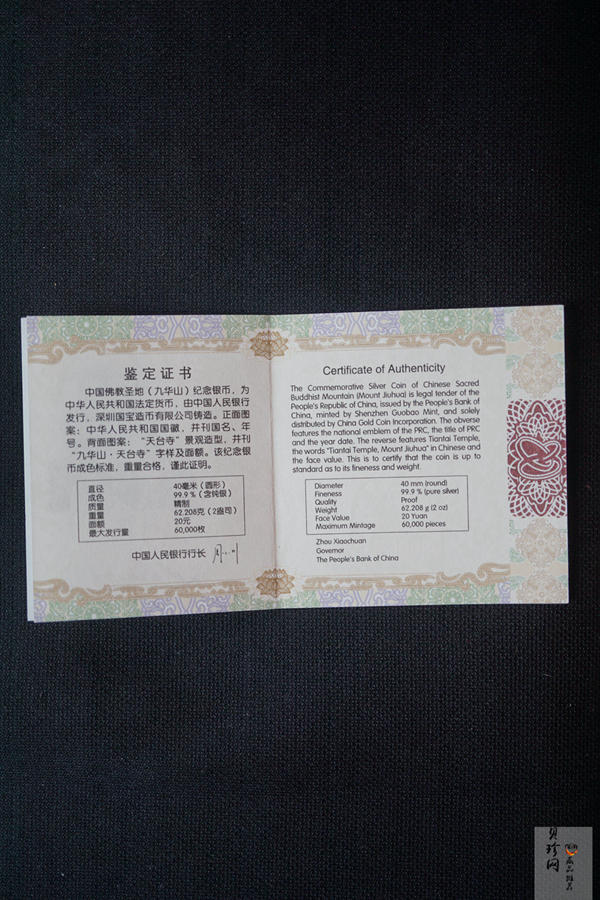 鉴定证书
中国佛教圣地（九华山）纪念银币，为
中华人民共和国法定货币，由中国人民银行
发行，深圳国宝造币有限公司铸造。正面图
案：中华人民共和国国徽，并刊国名、年
号。背面图案：“天台寺”景观造型，并刊
“九华山·天台寺”字样及面额。该纪念银
币成色标准，重量合格，谨此证明。
直径 40毫米（圆形）
成色 99.9%（含纯银）
质量 精制
重量 62.208克（2盎司）
面额 20元
最大发行量 60,000枚
中国人民银行行长
Certificate of Authenticity
The Commemorative Silver Coin of Chinese Sacred
Buddhist Mountain (Mount Jiuhua) is legal tender of the
People's Republic of China, issued by the People's Bank of
China, minted by Shenzhen Guobao Mint, and solely
distributed by China Gold Coin Incorporation. The obverse
features the national emblem of the PRC, the title of PRC
and the year date. The reverse features Tiantai Temple,
the words "Tiantai Temple, Mount Jiuhua" in Chinese and
the face value. This is to certify that the coin is up to
standard as to its fineness and weight.
Diameter 40 mm (round)
Fineness 99.9 % (pure silver)
Quality Proof
Weight 62.208 g (2 oz)
Face Value 20 Yuan
Maximum Mintage 60,000 pieces
Zhou Xiaochuan
Governor
The People's Bank of China